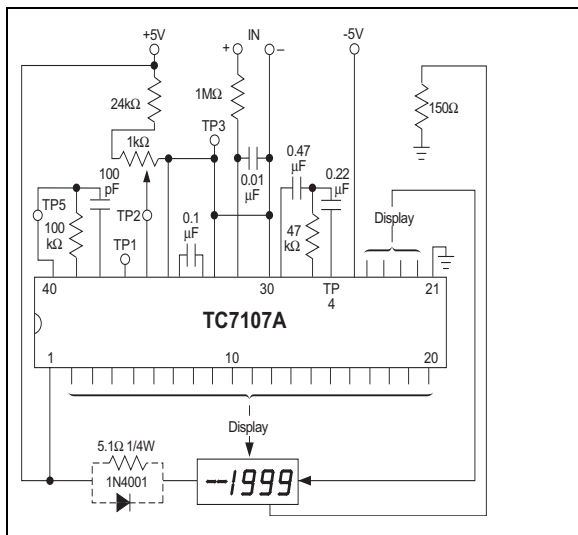 +5V
IN
-5V
+
–
24kΩ
1MΩ
150Ω
TP3
1kΩ
0.47
µF
100
pF
0.01
µF
0.22
µF
TP5
TP2
0.1
µF
Display
100
kΩ
TP1
47
kΩ
40
30
TP
4
21
TC7107A
1
10
20
Display
5.1Ω 1/4W
1N4001
--1999